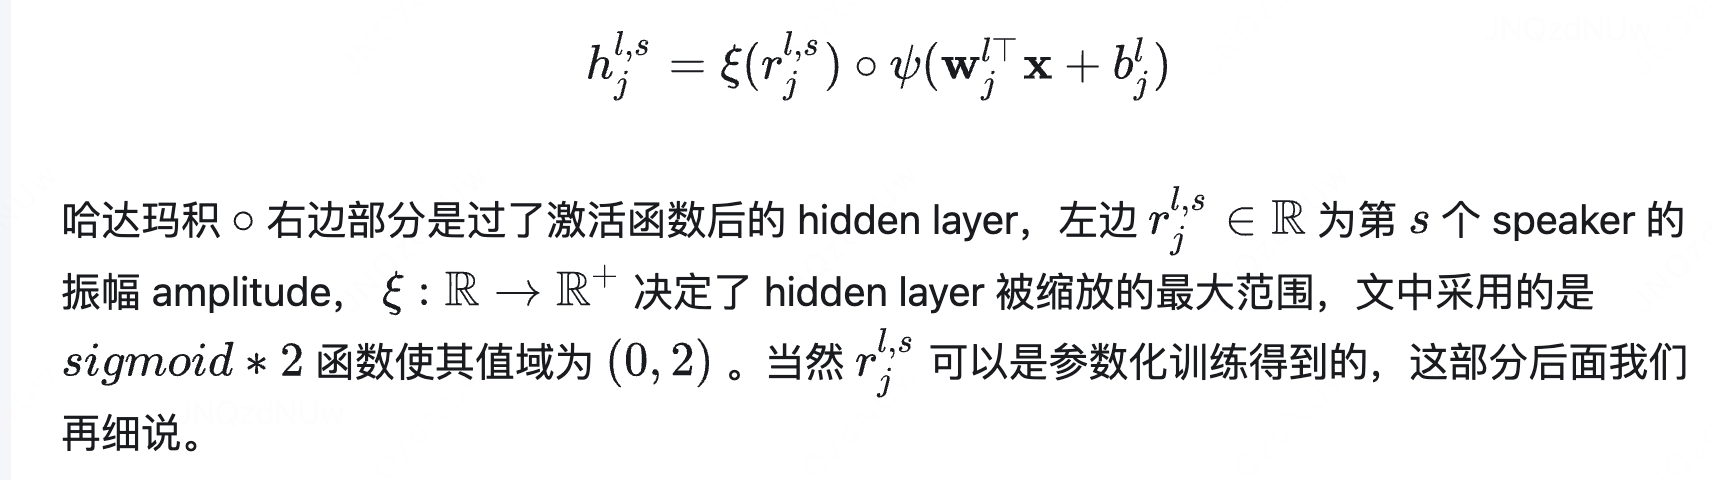 h_j^{l,s} = ξ(r_j^{l,s}) ∘ ψ(𝐰_j^{l⊤} 𝐱 + b_j^l)
哈达玛积 ∘ 右边部分是过了激活函数后的 hidden layer，左边 r_j^{l,s} ∈ ℝ 为第 s 个 speaker 的
振幅 amplitude， ξ : ℝ → ℝ⁺ 决定了 hidden layer 被缩放的最大范围，文中采用的是
sigmoid * 2 函数使其值域为 (0, 2) 。当然 r_j^{l,s} 可以是参数化训练得到的，这部分后面我们
再细说。